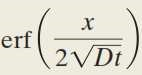 erf(x / 2√Dt)